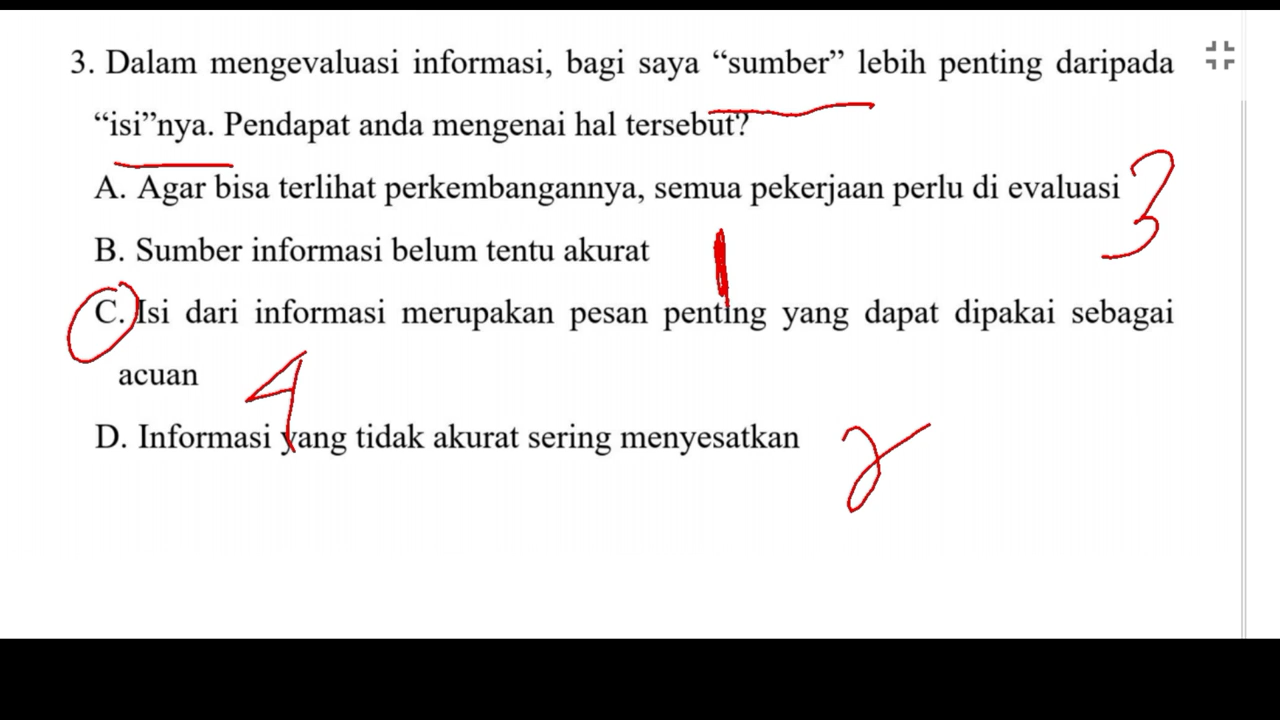 3. Dalam mengevaluasi informasi, bagi saya “sumber” lebih penting daripada
“isi”nya. Pendapat anda mengenai hal tersebut?
A. Agar bisa terlihat perkembangannya, semua pekerjaan perlu di evaluasi 3
B. Sumber informasi belum tentu akurat 1
C. Isi dari informasi merupakan pesan penting yang dapat dipakai sebagai
acuan 4
D. Informasi yang tidak akurat sering menyesatkan 2